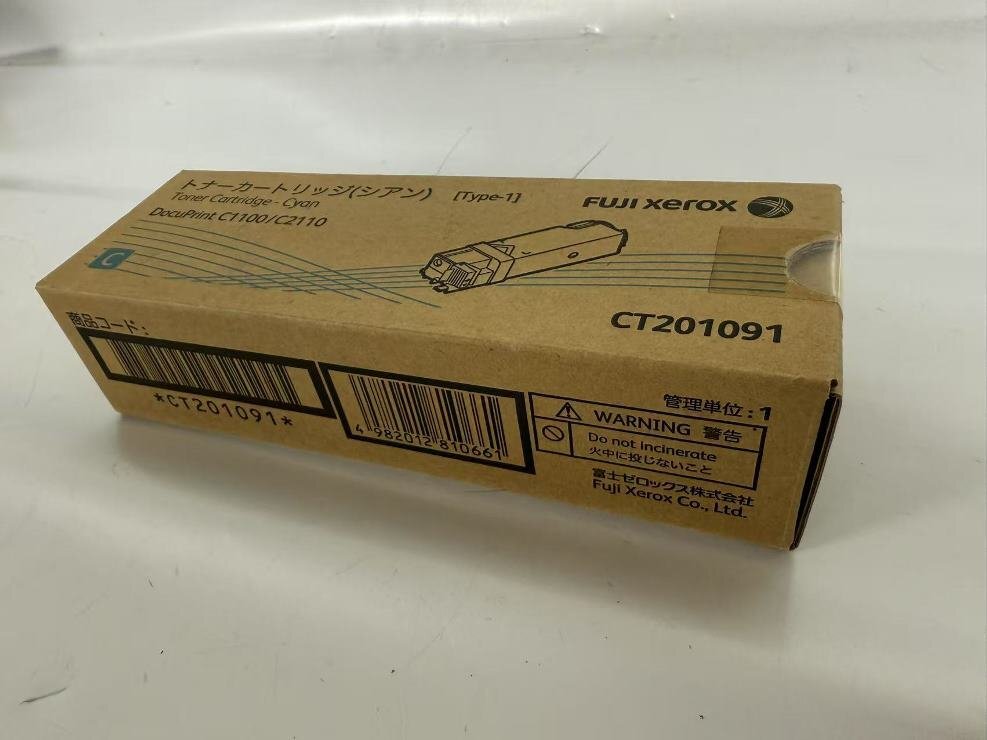 トナーカートリッジ(シアン) [Type-1]
Toner Cartridge - Cyan
DocuPrint C1100/C2110
FUJI xerox
C
CT201091
商品コード:
*CT201091*
4 982012 810661
管理単位:1
WARNING 警告
Do not incinerate
火中に投じないこと
富士ゼロックス株式会社
Fuji Xerox Co., Ltd.